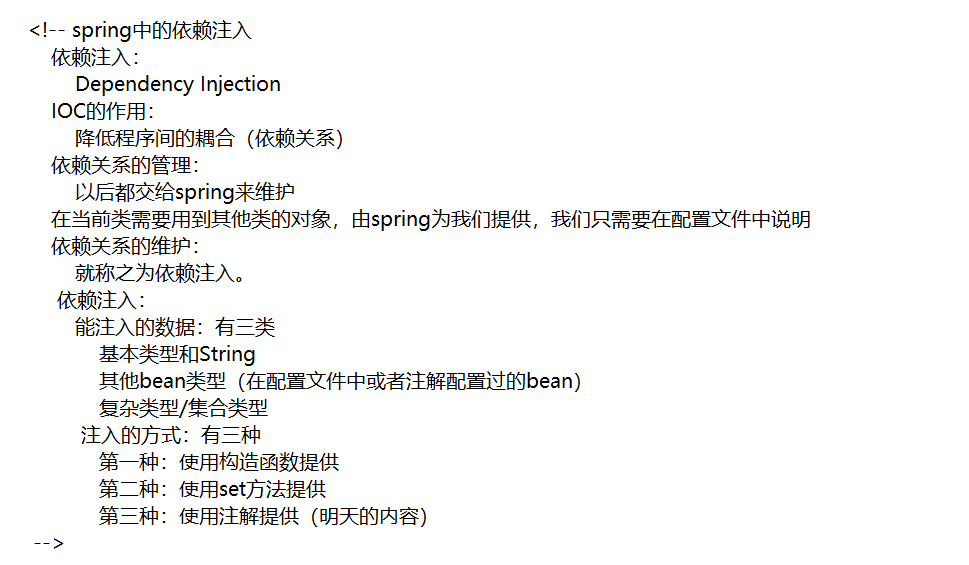 <!-- spring中的依赖注入
依赖注入：
Dependency Injection
IOC的作用：
降低程序间的耦合（依赖关系）
依赖关系的管理：
以后都交给spring来维护
在当前类需要用到其他类的对象，由spring为我们提供，我们只需要在配置文件中说明
依赖关系的维护：
就称之为依赖注入。
依赖注入：
能注入的数据：有三类
基本类型和String
其他bean类型（在配置文件中或者注解配置过的bean）
复杂类型/集合类型
注入的方式：有三种
第一种：使用构造函数提供
第二种：使用set方法提供
第三种：使用注解提供（明天的内容）
-->